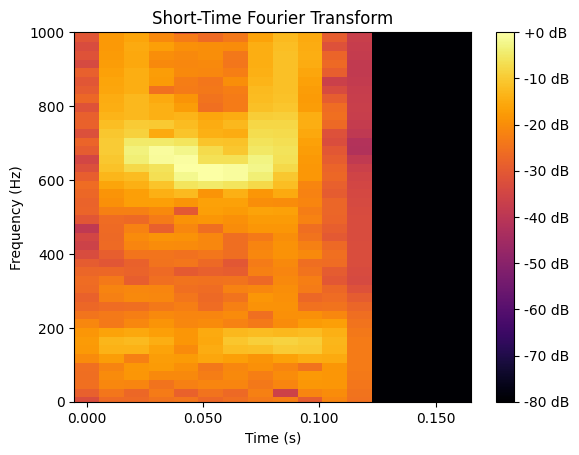 Short-Time Fourier Transform
1000
800
600
400
200
0
Frequency (Hz)
0.000
0.050
0.100
0.150
Time (s)
+0 dB
-10 dB
-20 dB
-30 dB
-40 dB
-50 dB
-60 dB
-70 dB
-80 dB